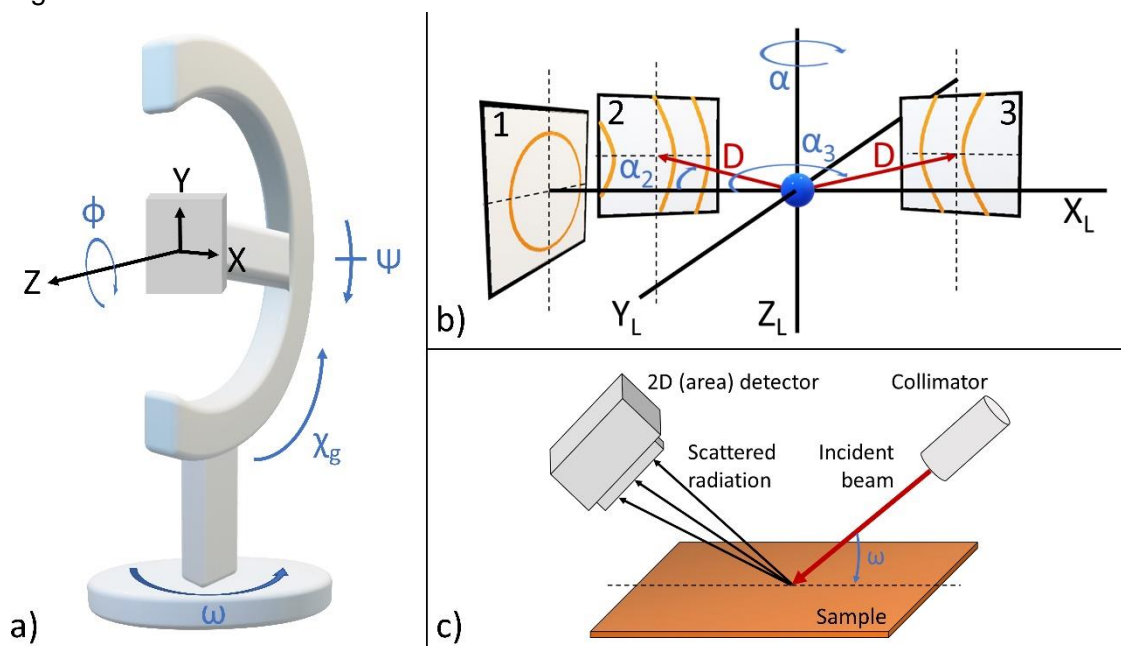 Y
ϕ
X
Z
Ψ
χg
ω
a)
1
2
3
α
α2
α3
D
D
XL
YL
ZL
b)
2D (area) detector
Collimator
Scattered
radiation
Incident
beam
ω
Sample
c)